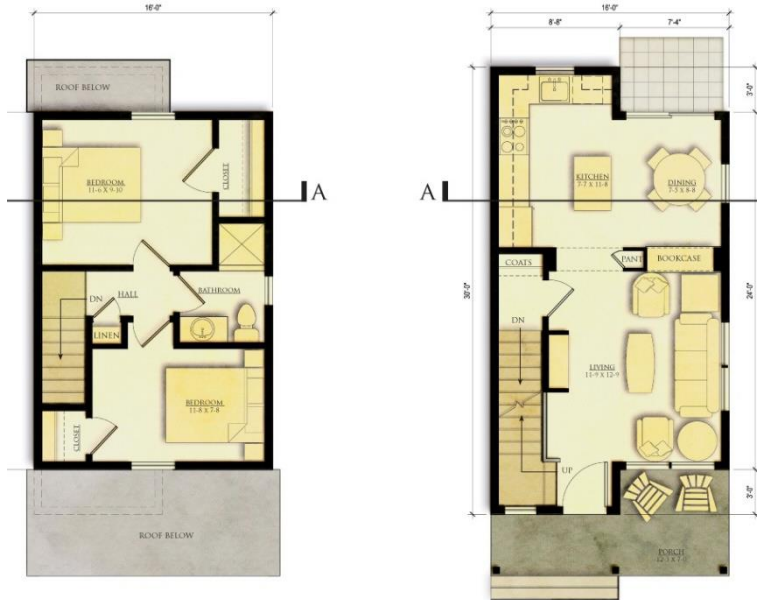 16'-0"
ROOF BELOW
BEDROOM
11-6 X 9-10
CLOSET
A
DN
HALL
BATHROOM
LINEN
BEDROOM
11-8 X 7-8
CLOSET
ROOF BELOW
16'-0"
8'-8"
7'-4"
3'-0"
KITCHEN
7-7 X 11-8
DINING
7-5 X 8-8
A
COATS
PANT
BOOKCASE
30'-0"
24'-0"
DN
LIVING
11-9 X 12-9
UP
3'-0"
PORCH